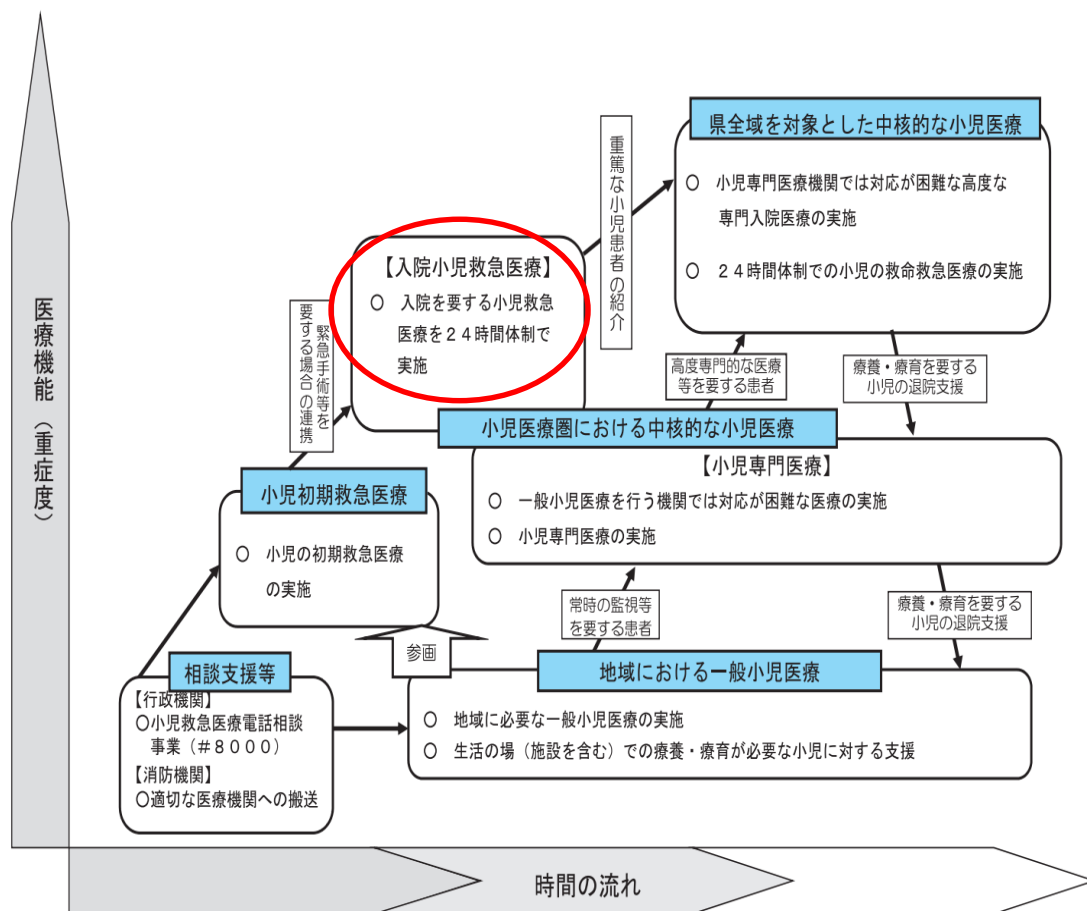 県全域を対象とした中核的な小児医療
○ 小児専門医療機関では対応が困難な高度な
専門入院医療の実施
○ 24時間体制での小児の救命救急医療の実施
重篤な小児患者の紹介
【入院小児救急医療】
○ 入院を要する小児救急
医療を24時間体制で
実施
緊急手術等を
要する場合の連携
高度専門的な医療
等を要する患者
療養・療育を要する
小児の退院支援
小児医療圏における中核的な小児医療
【小児専門医療】
○ 一般小児医療を行う機関では対応が困難な医療の実施
○ 小児専門医療の実施
小児初期救急医療
○ 小児の初期救急医療
の実施
常時の監視等
を要する患者
療養・療育を要する
小児の退院支援
参画
相談支援等
【行政機関】
○小児救急医療電話相談
事業(#8000)
【消防機関】
○適切な医療機関への搬送
地域における一般小児医療
○ 地域に必要な一般小児医療の実施
○ 生活の場(施設を含む)での療養・療育が必要な小児に対する支援
医療機能(重症度)
時間の流れ